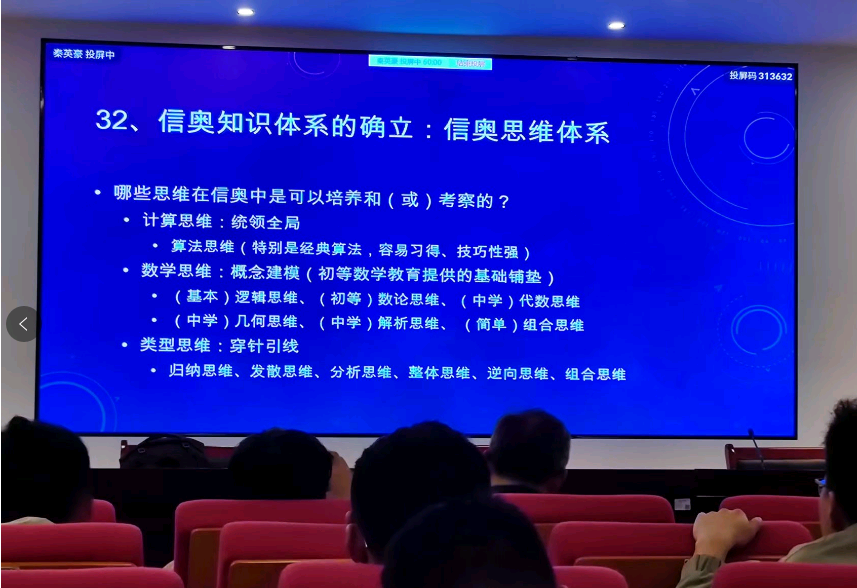 秦英豪 投屏中
秦英豪 投屏中 60:00
投屏码 313632
32、信奥知识体系的确立：信奥思维体系
• 哪些思维在信奥中是可以培养和（或）考察的？
• 计算思维：统领全局
• 算法思维（特别是经典算法，容易习得、技巧性强）
• 数学思维：概念建模（初等数学教育提供的基础铺垫）
• （基本）逻辑思维、（初等）数论思维、（中学）代数思维
• （中学）几何思维、（中学）解析思维、（简单）组合思维
• 类型思维：穿针引线
• 归纳思维、发散思维、分析思维、整体思维、逆向思维、组合思维